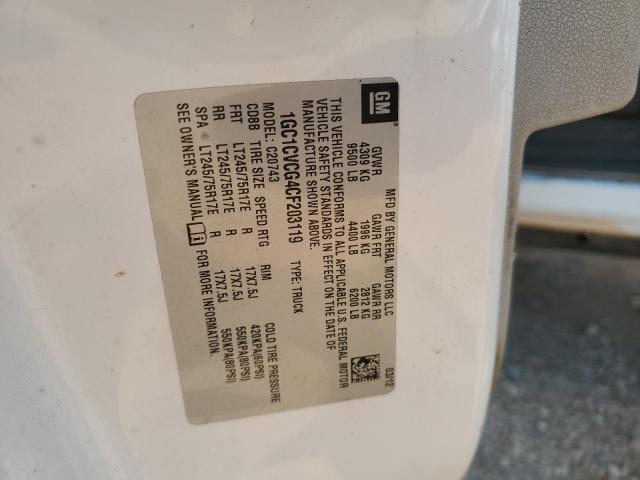 GM
MFD BY GENERAL MOTORS LLC
03/12
GVWR GAWR FRT GAWR RR
4309 KG 1996 KG 2812 KG
9500 LB 4400 LB 6200 LB
THIS VEHICLE CONFORMS TO ALL APPLICABLE U.S. FEDERAL MOTOR
VEHICLE SAFETY STANDARDS IN EFFECT ON THE DATE OF
MANUFACTURE SHOWN ABOVE.
1GC1CVCG4CF203119 TYPE: TRUCK
MODEL: C20743
CD8B TIRE SIZE SPEED RTG RIM COLD TIRE PRESSURE
FRT LT245/75R17E R 17X7.5J 420KPA(60PSI)
RR LT245/75R17E R 17X7.5J 550KPA(80PSI)
SPA LT245/75R17E R 17X7.5J 550KPA(80PSI)
SEE OWNER'S MANUAL FOR MORE INFORMATION.